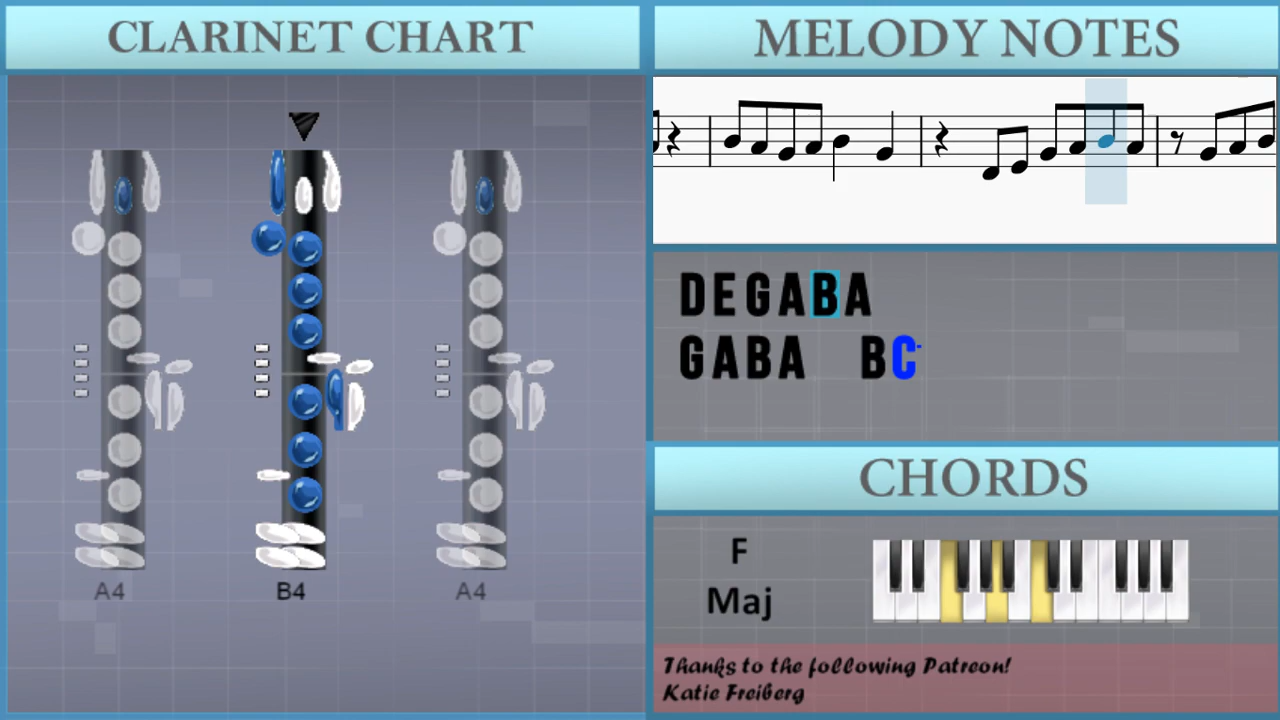 CLARINET CHART
A4
B4
A4
MELODY NOTES
DEGABA
GABA BC
CHORDS
F
Maj
Thanks to the following Patreon!
Katie Freiberg